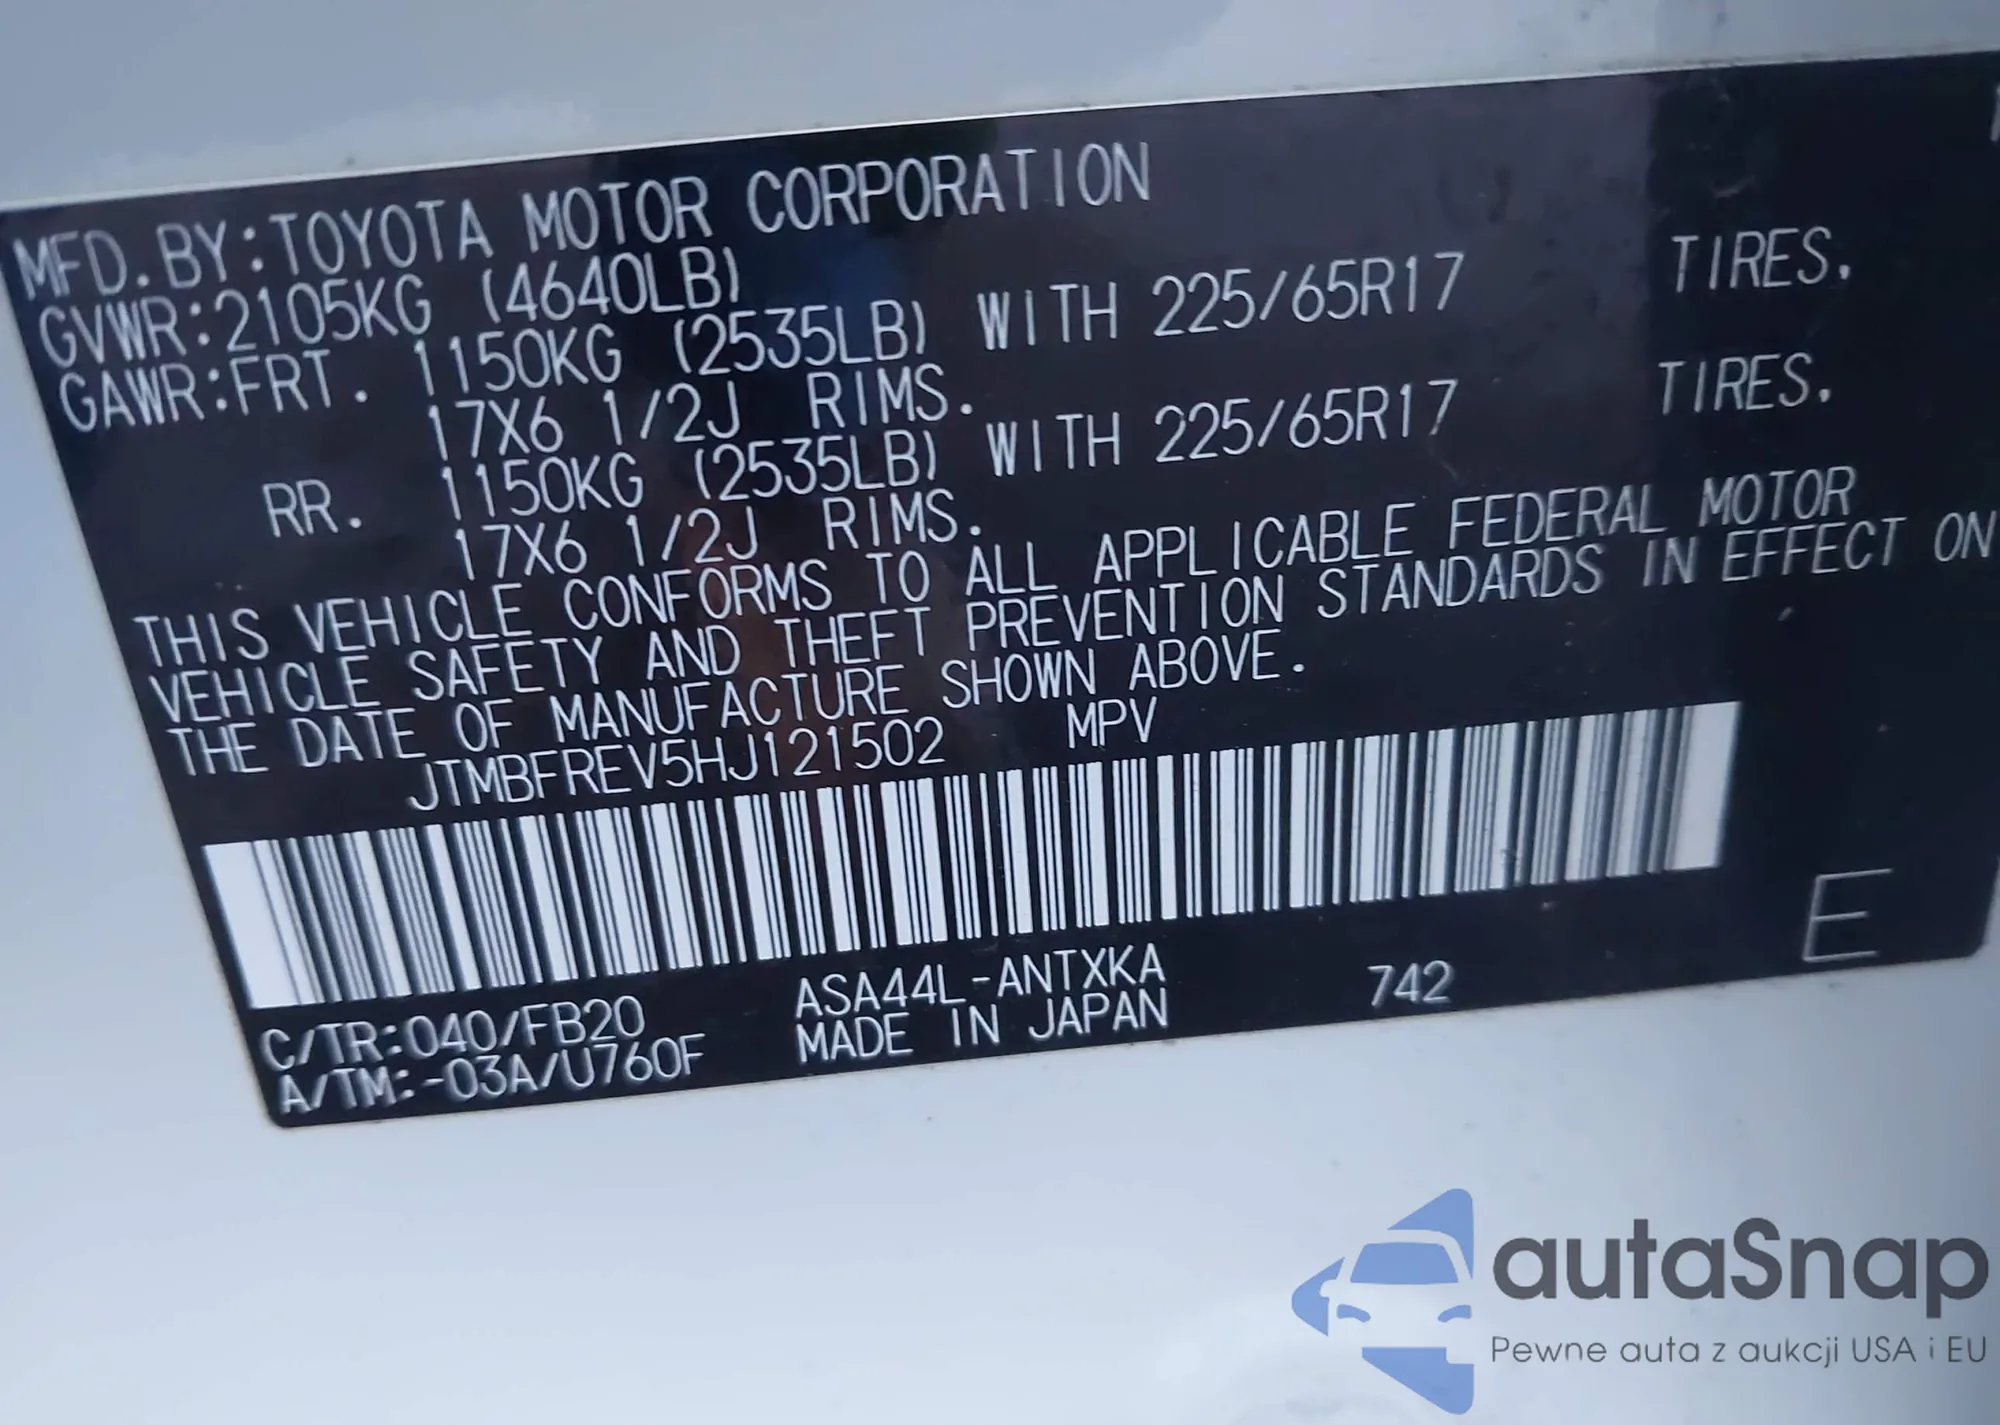 MFD.BY:TOYOTA MOTOR CORPORATION
GVWR:2105KG (4640LB)
GAWR:FRT. 1150KG (2535LB) WITH 225/65R17 TIRES.
17X6 1/2J RIMS.
RR. 1150KG (2535LB) WITH 225/65R17 TIRES.
17X6 1/2J RIMS.
THIS VEHICLE CONFORMS TO ALL APPLICABLE FEDERAL MOTOR
VEHICLE SAFETY AND THEFT PREVENTION STANDARDS IN EFFECT ON
THE DATE OF MANUFACTURE SHOWN ABOVE.
JTMBFREV5HJ121502 MPV
E
C/TR:040/FB20 ASA44L-ANTXKA 742
A/TM:-03A/U760F MADE IN JAPAN
autaSnap
Pewne auta z aukcji USA i EU